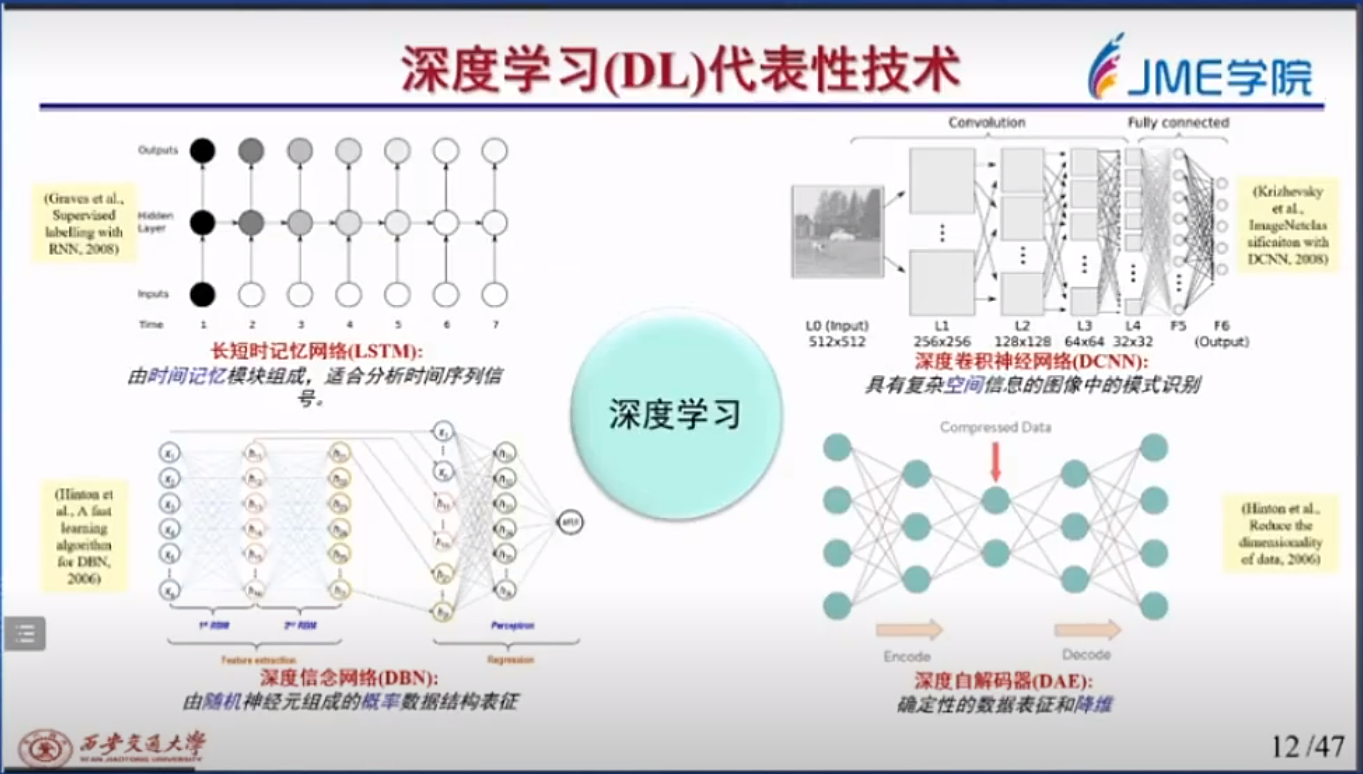 深度学习(DL)代表性技术
JME学院
Outputs
(Graves et al.,
Supervised
labelling with
RNN, 2008)
Hidden
Layer
Inputs
Time 1 2 3 4 5 6 7
长短时记忆网络(LSTM):
由时间记忆模块组成，适合分析时间序列信
号。
Convolution Fully connected
(Krizhevsky
et al.,
ImageNetclas
sificaiton with
DCNN, 2008)
L0 (Input) L1 L2 L3 L4 F5 F6
512x512 256x256 128x128 64x64 32x32 (Output)
深度卷积神经网络(DCNN):
具有复杂空间信息的图像中的模式识别
深度学习
(Hinton et
al., A fast
learning
algorithm
for DBN,
2006)
1st RBM 2nd RBM Perceptron
Feature extraction Regression
深度信念网络(DBN):
由随机神经元组成的概率数据结构表征
Compressed Data
(Hinton et al.,
Reduce the
dimensionality
of data, 2006)
Encode Decode
深度自解码器(DAE):
确定性的数据表征和降维
西安交通大学
XI'AN JIAOTONG UNIVERSITY
12 /47